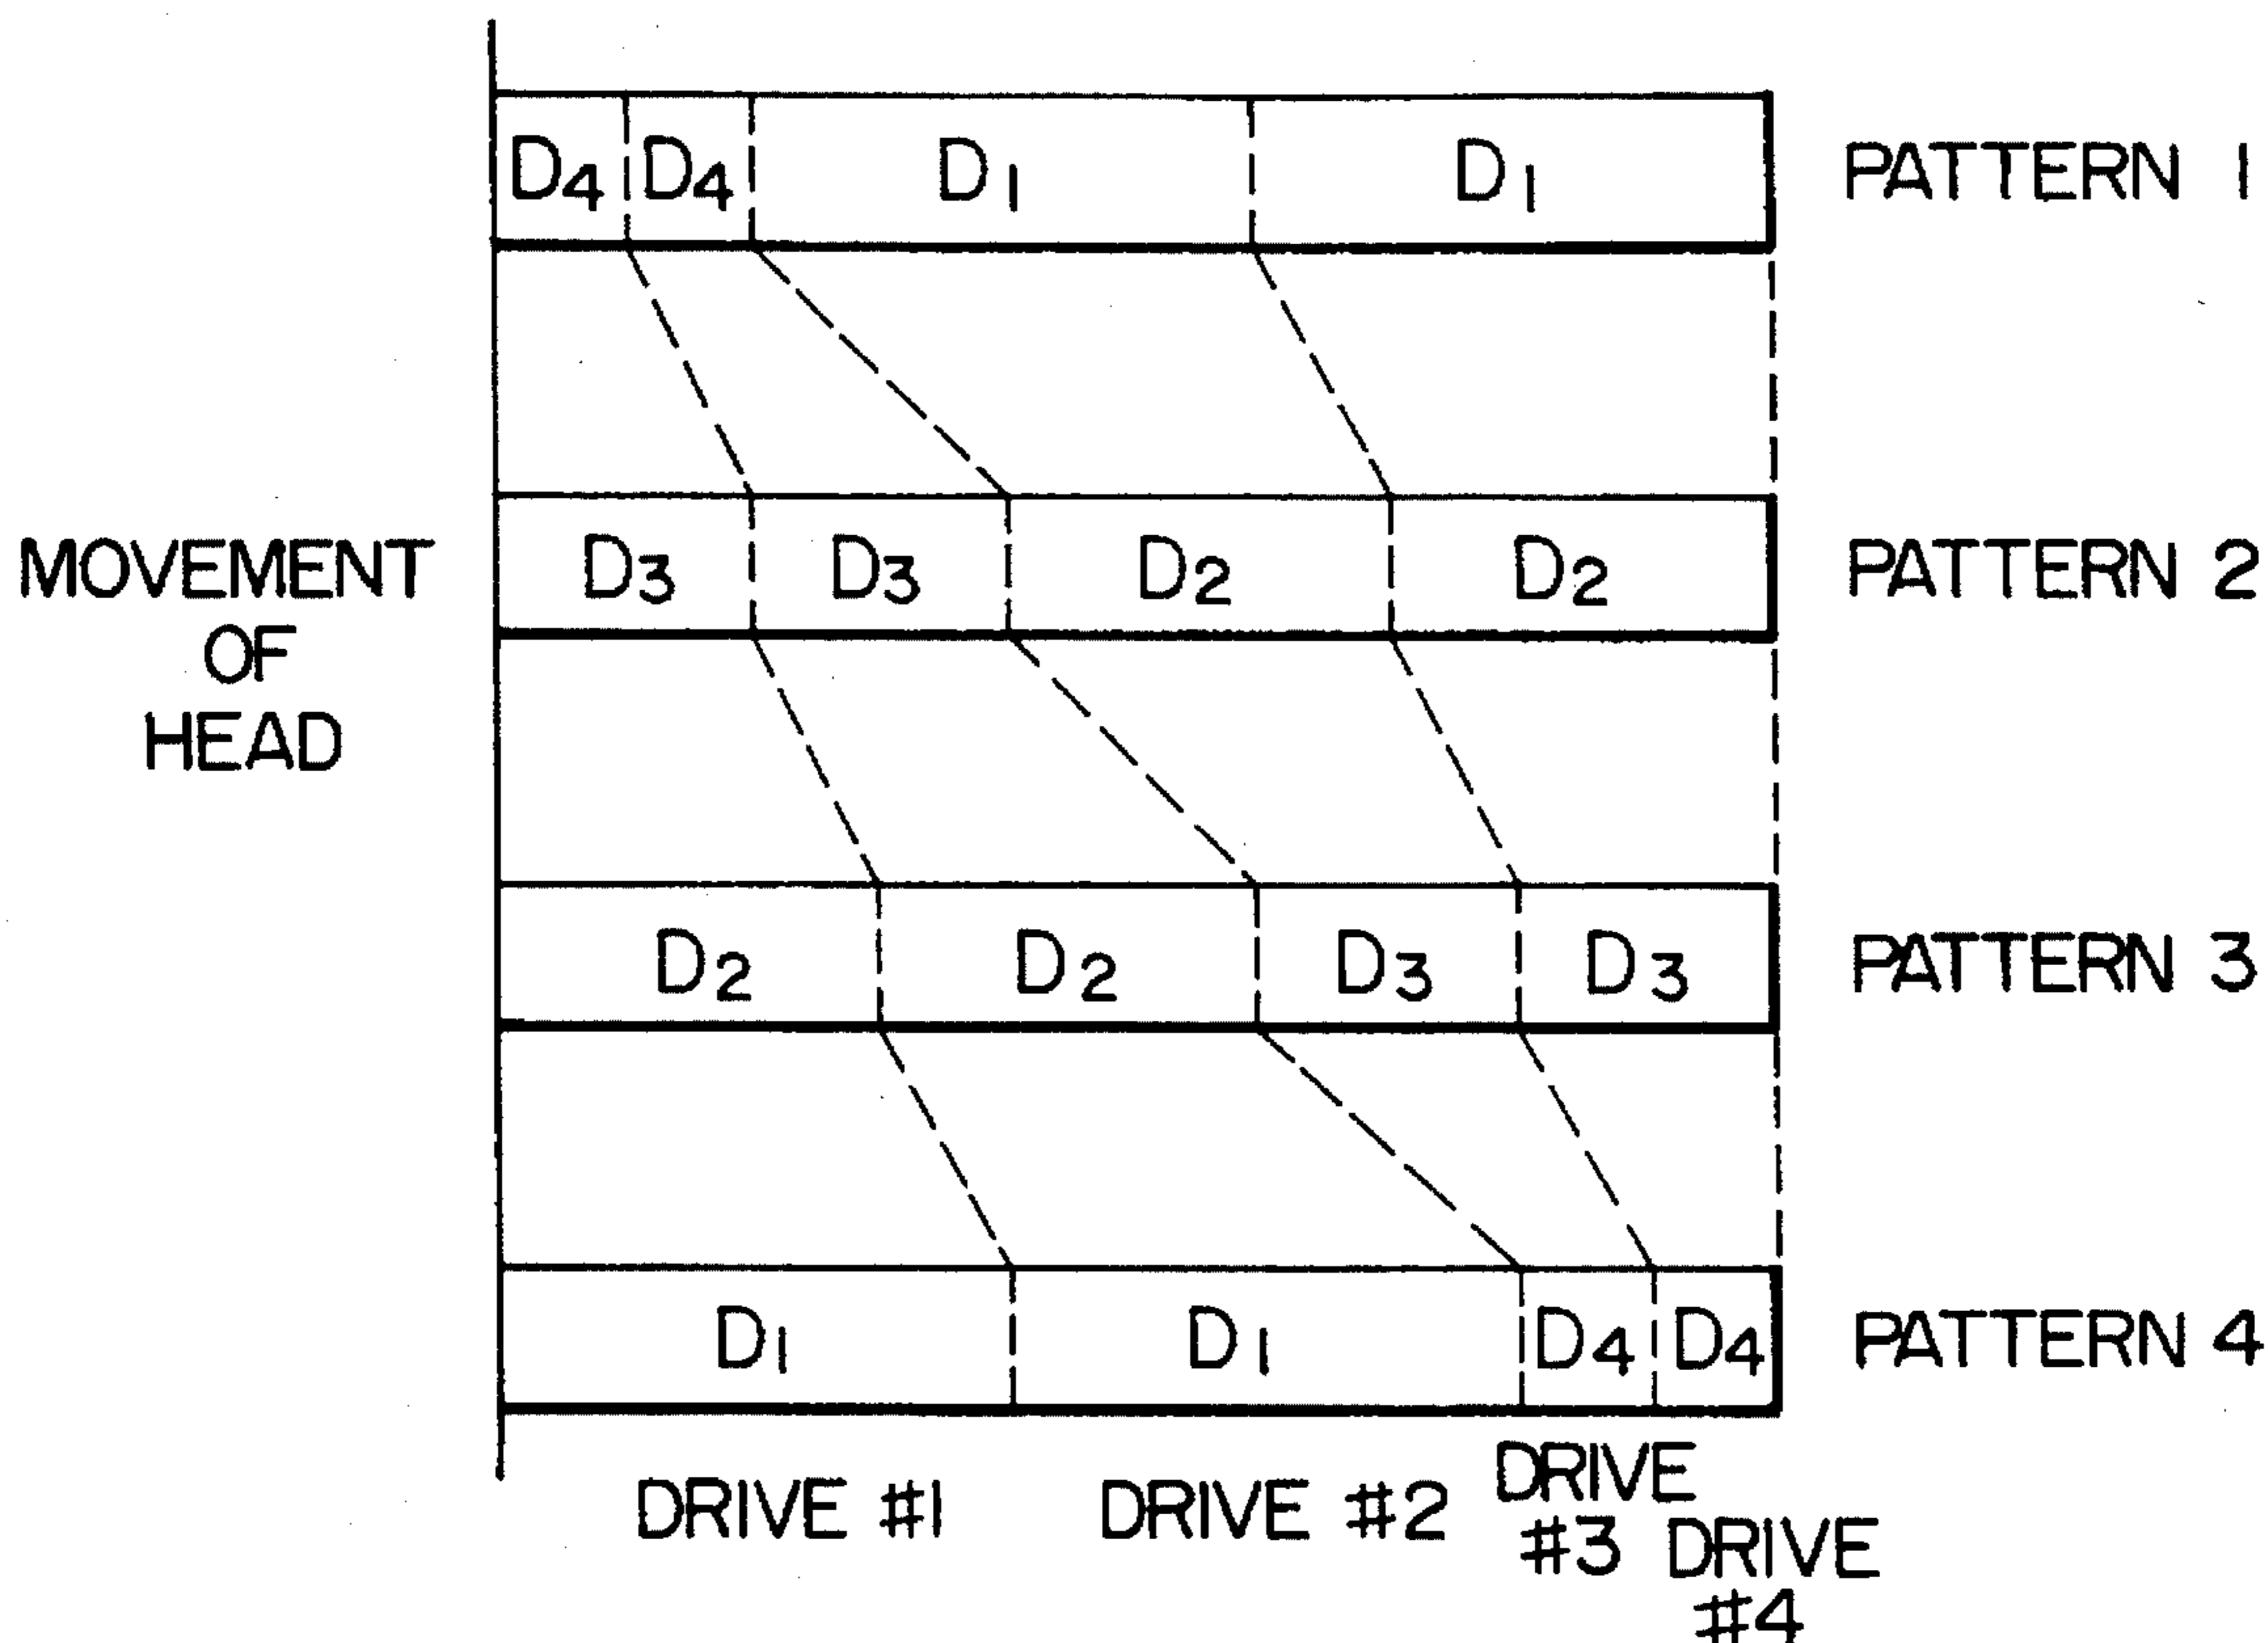 D4 D4 D1 D1 PATTERN 1
MOVEMENT
OF
HEAD
D3 D3 D2 D2 PATTERN 2
D2 D2 D3 D3 PATTERN 3
D1 D1 D4 D4 PATTERN 4
DRIVE #1 DRIVE #2 DRIVE
#3 DRIVE
#4